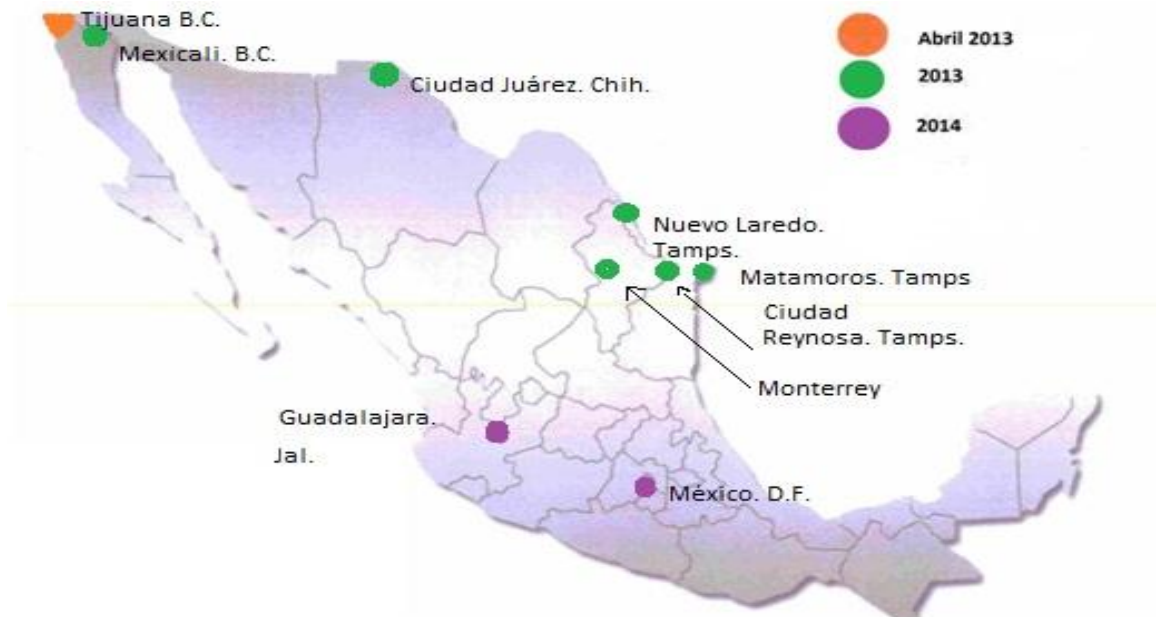 Tijuana B.C.
Mexicali. B.C.
Ciudad Juárez. Chih.
Abril 2013
2013
2014
Nuevo Laredo.
Tamps.
Matamoros. Tamps
Ciudad
Reynosa. Tamps.
Monterrey
Guadalajara.
Jal.
México. D.F.